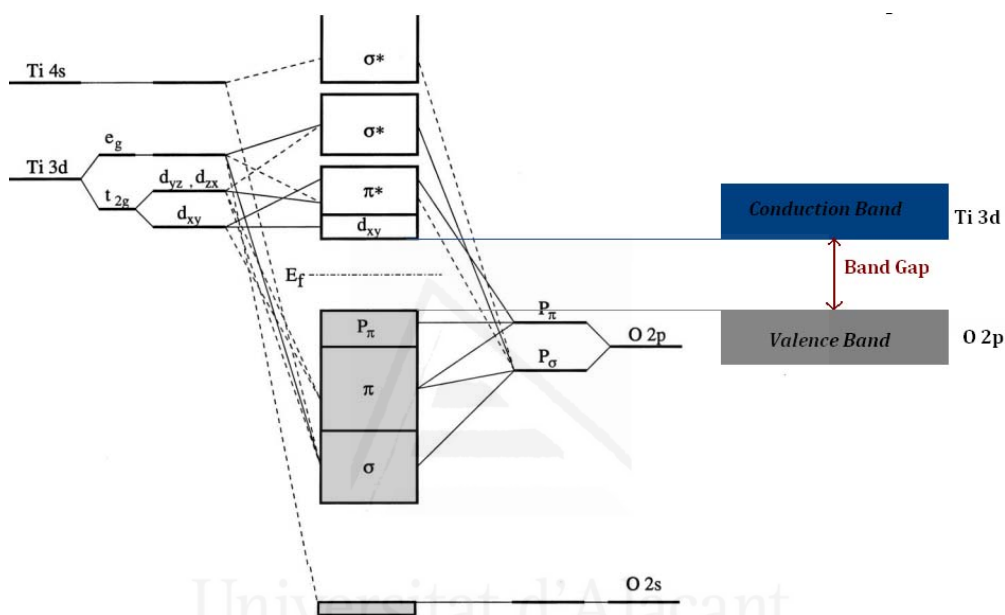 Ti 4s
σ*
e_g
σ*
Ti 3d
t_2g
d_yz , d_zx
π*
d_xy
d_xy
Conduction Band
Ti 3d
E_f
Band Gap
P_π
P_π
O 2p
Valence Band
O 2p
P_σ
π
σ
O 2s
Universitat d'Alacant